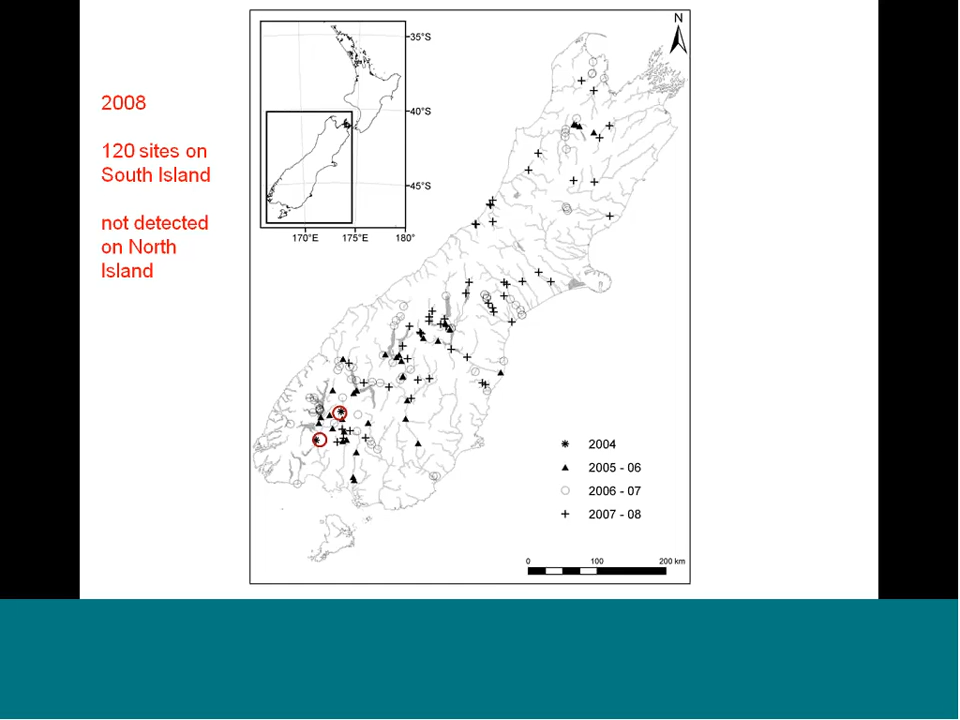 2008
120 sites on
South Island
not detected
on North
Island
N
35°S
40°S
45°S
170°E
175°E
180°
2004
2005 - 06
2006 - 07
2007 - 08
0
100
200 km